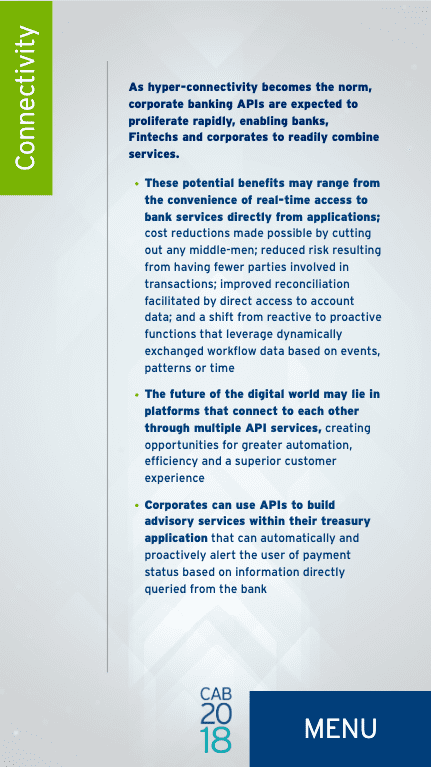 Connectivity
As hyper-connectivity becomes the norm,
corporate banking APIs are expected to
proliferate rapidly, enabling banks,
Fintechs and corporates to readily combine
services.
• These potential benefits may range from
the convenience of real-time access to
bank services directly from applications;
cost reductions made possible by cutting
out any middle-men; reduced risk resulting
from having fewer parties involved in
transactions; improved reconciliation
facilitated by direct access to account
data; and a shift from reactive to proactive
functions that leverage dynamically
exchanged workflow data based on events,
patterns or time
• The future of the digital world may lie in
platforms that connect to each other
through multiple API services, creating
opportunities for greater automation,
efficiency and a superior customer
experience
• Corporates can use APIs to build
advisory services within their treasury
application that can automatically and
proactively alert the user of payment
status based on information directly
queried from the bank
CAB
20
18
MENU